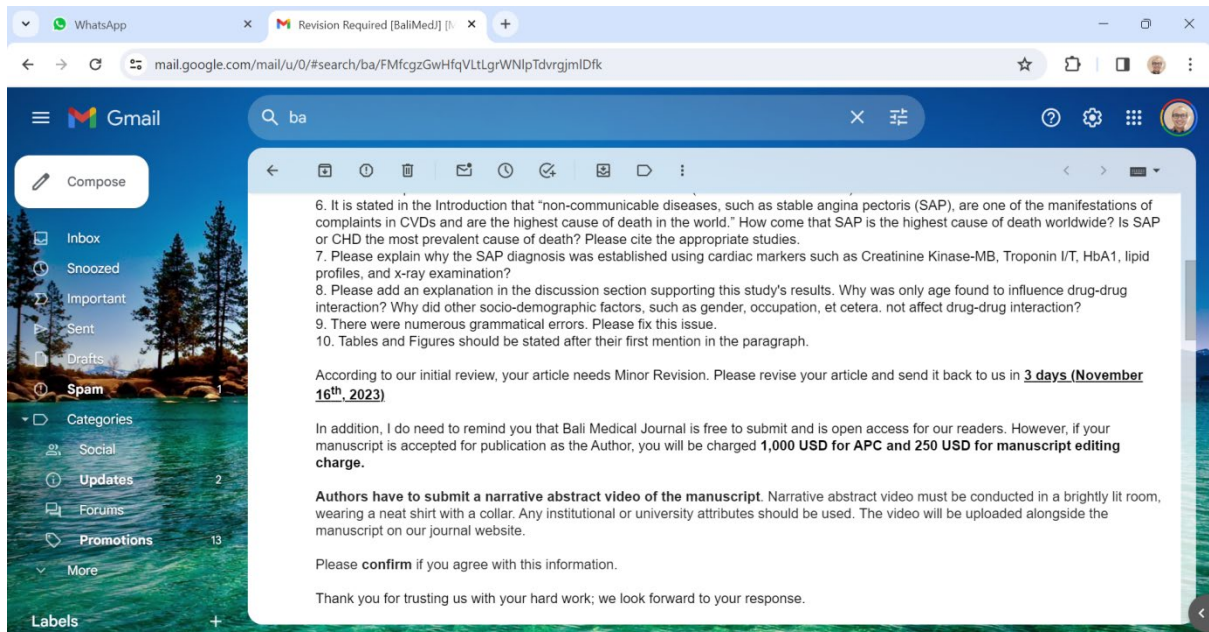 WhatsApp
Revision Required [BaliMedJ] [M
mail.google.com/mail/u/0/#search/ba/FMfcgzGwHfqVLtLgrWNlpTdvrgjmlDfk
Gmail
ba
Compose
Inbox
Snoozed
Important
Sent
Drafts
Spam 1
Categories
Social
Updates 2
Forums
Promotions 13
More
Labels
6. It is stated in the Introduction that “non-communicable diseases, such as stable angina pectoris (SAP), are one of the manifestations of
complaints in CVDs and are the highest cause of death in the world.” How come that SAP is the highest cause of death worldwide? Is SAP
or CHD the most prevalent cause of death? Please cite the appropriate studies.
7. Please explain why the SAP diagnosis was established using cardiac markers such as Creatinine Kinase-MB, Troponin I/T, HbA1, lipid
profiles, and x-ray examination?
8. Please add an explanation in the discussion section supporting this study's results. Why was only age found to influence drug-drug
interaction? Why did other socio-demographic factors, such as gender, occupation, et cetera. not affect drug-drug interaction?
9. There were numerous grammatical errors. Please fix this issue.
10. Tables and Figures should be stated after their first mention in the paragraph.
According to our initial review, your article needs Minor Revision. Please revise your article and send it back to us in 3 days (November
16th, 2023)
In addition, I do need to remind you that Bali Medical Journal is free to submit and is open access for our readers. However, if your
manuscript is accepted for publication as the Author, you will be charged 1,000 USD for APC and 250 USD for manuscript editing
charge.
Authors have to submit a narrative abstract video of the manuscript. Narrative abstract video must be conducted in a brightly lit room,
wearing a neat shirt with a collar. Any institutional or university attributes should be used. The video will be uploaded alongside the
manuscript on our journal website.
Please confirm if you agree with this information.
Thank you for trusting us with your hard work; we look forward to your response.